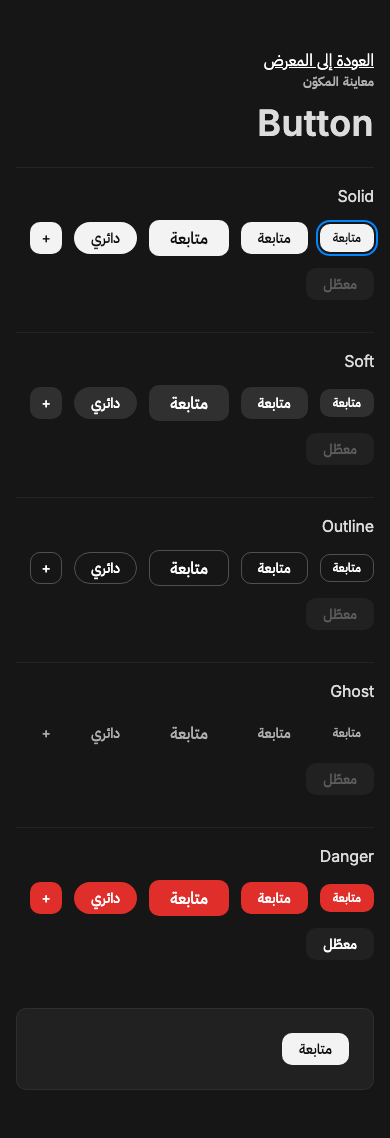 العودة إلى المعرض
معاينة المكوّن
Button
Solid
متابعة متابعة متابعة دائري +
معطّل
Soft
متابعة متابعة متابعة دائري +
معطّل
Outline
متابعة متابعة متابعة دائري +
معطّل
Ghost
متابعة متابعة متابعة دائري +
معطّل
Danger
متابعة متابعة متابعة دائري +
معطّل
متابعة